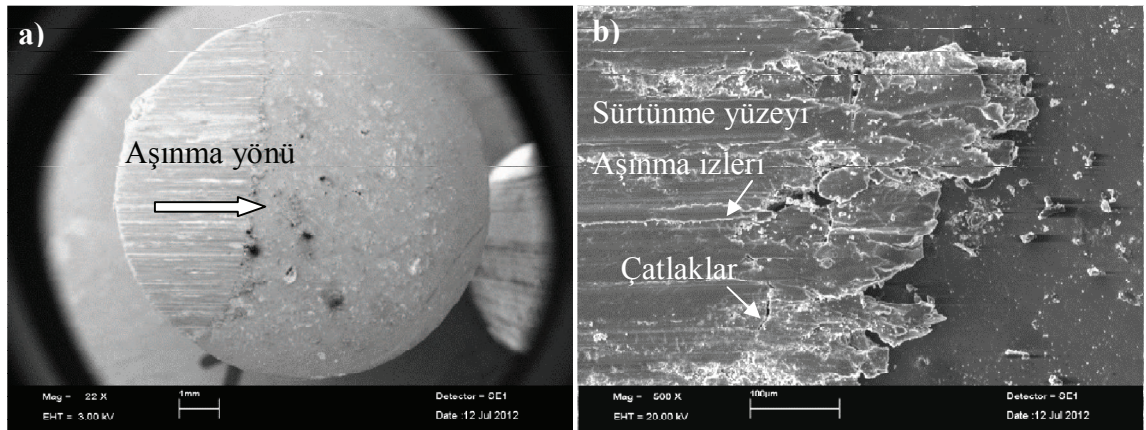 a)
Aşınma yönü
Mag = 22 X
1mm
Detector = SE1
EHT = 3.00 kV
Date :12 Jul 2012
b)
Sürtünme yüzeyi
Aşınma izleri
Çatlaklar
Mag = 500 X
100µm
Detector = SE1
EHT = 20.00 kV
Date :12 Jul 2012